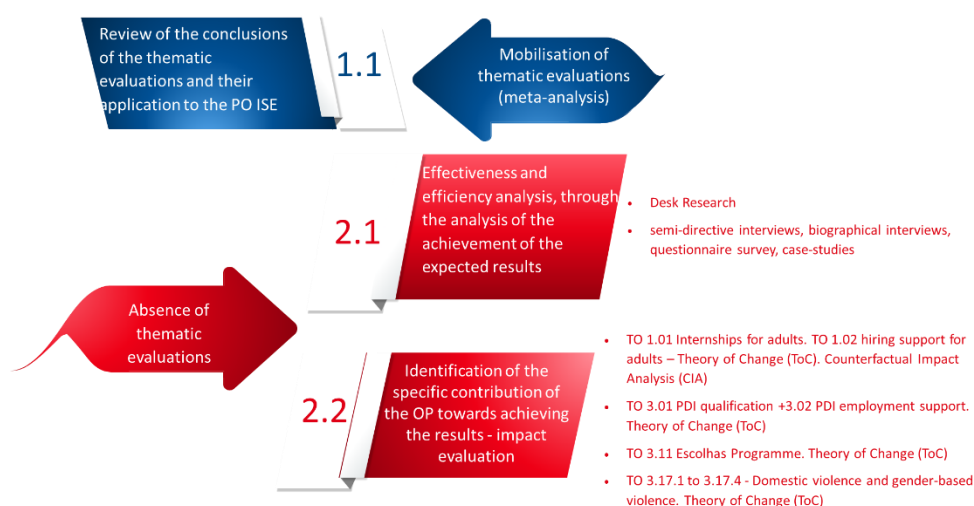 Review of the conclusions
of the thematic
evaluations and their
application to the PO ISE
1.1
Mobilisation of
thematic evaluations
(meta-analysis)
Effectiveness and
efficiency analysis, through
the analysis of the
achievement of the
expected results
2.1
• Desk Research
• semi-directive interviews, biographical interviews,
questionnaire survey, case-studies
Absence of
thematic
evaluations
2.2
Identification of the
specific contribution of
the OP towards achieving
the results - impact
evaluation
• TO 1.01 Internships for adults. TO 1.02 hiring support for
adults – Theory of Change (ToC). Counterfactual Impact
Analysis (CIA)
• TO 3.01 PDI qualification +3.02 PDI employment support.
Theory of Change (ToC)
• TO 3.11 Escolhas Programme. Theory of Change (ToC)
• TO 3.17.1 to 3.17.4 - Domestic violence and gender-based
violence. Theory of Change (ToC)